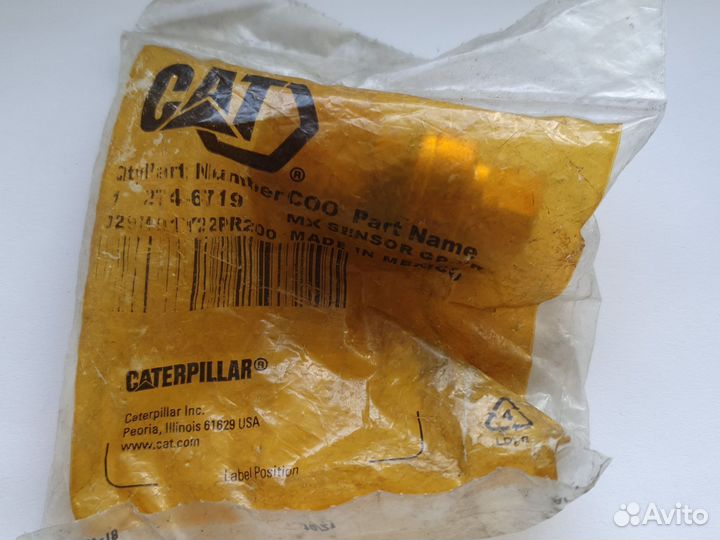 CAT®
Qty Part Number COO Part Name
1 274-6719 MX SENSOR GP-PR
MADE IN MEXICO
CATERPILLAR®
Caterpillar Inc.
Peoria, Illinois 61629 USA
www.cat.com
Label Position
4
Avito